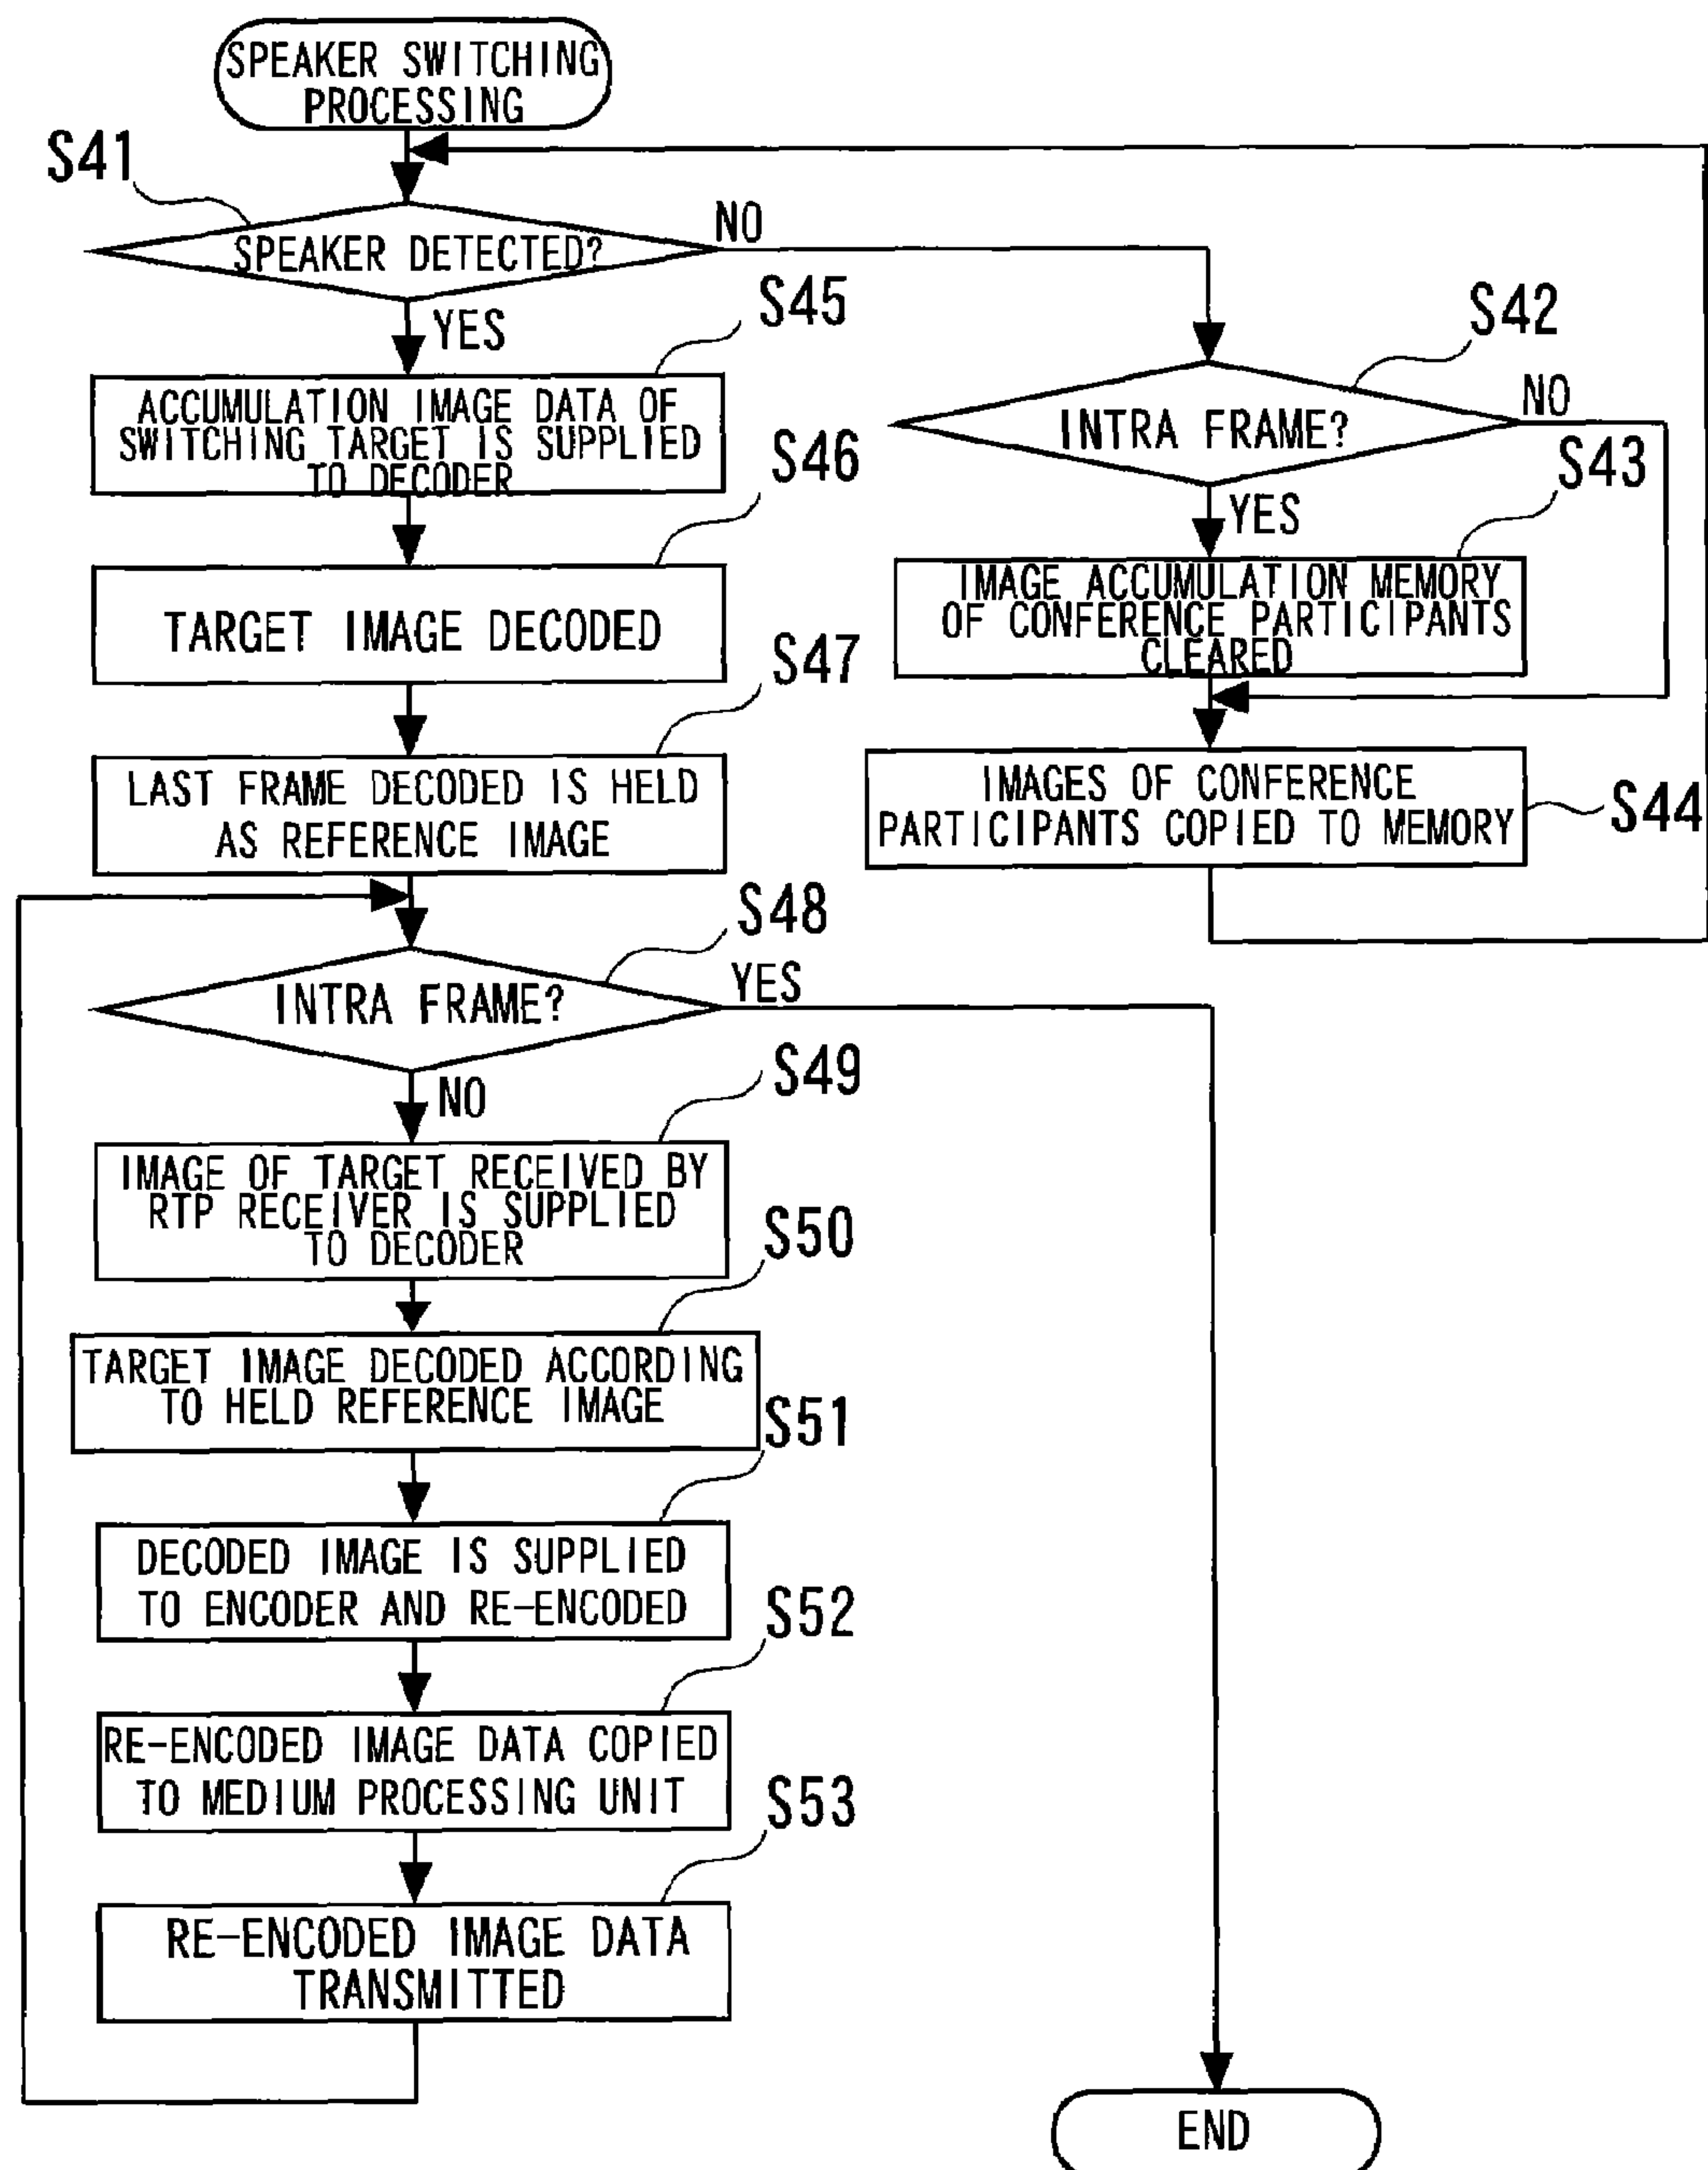 SPEAKER SWITCHING
PROCESSING
S41
SPEAKER DETECTED?
NO
YES
S45
ACCUMULATION IMAGE DATA OF
SWITCHING TARGET IS SUPPLIED
TO DECODER
S42
INTRA FRAME?
NO
YES
S43
IMAGE ACCUMULATION MEMORY
OF CONFERENCE PARTICIPANTS
CLEARED
S46
TARGET IMAGE DECODED
S47
LAST FRAME DECODED IS HELD
AS REFERENCE IMAGE
IMAGES OF CONFERENCE
PARTICIPANTS COPIED TO MEMORY
S44
S48
INTRA FRAME?
YES
NO
S49
IMAGE OF TARGET RECEIVED BY
RTP RECEIVER IS SUPPLIED
TO DECODER
S50
TARGET IMAGE DECODED ACCORDING
TO HELD REFERENCE IMAGE
S51
DECODED IMAGE IS SUPPLIED
TO ENCODER AND RE-ENCODED
S52
RE-ENCODED IMAGE DATA COPIED
TO MEDIUM PROCESSING UNIT
S53
RE-ENCODED IMAGE DATA
TRANSMITTED
END